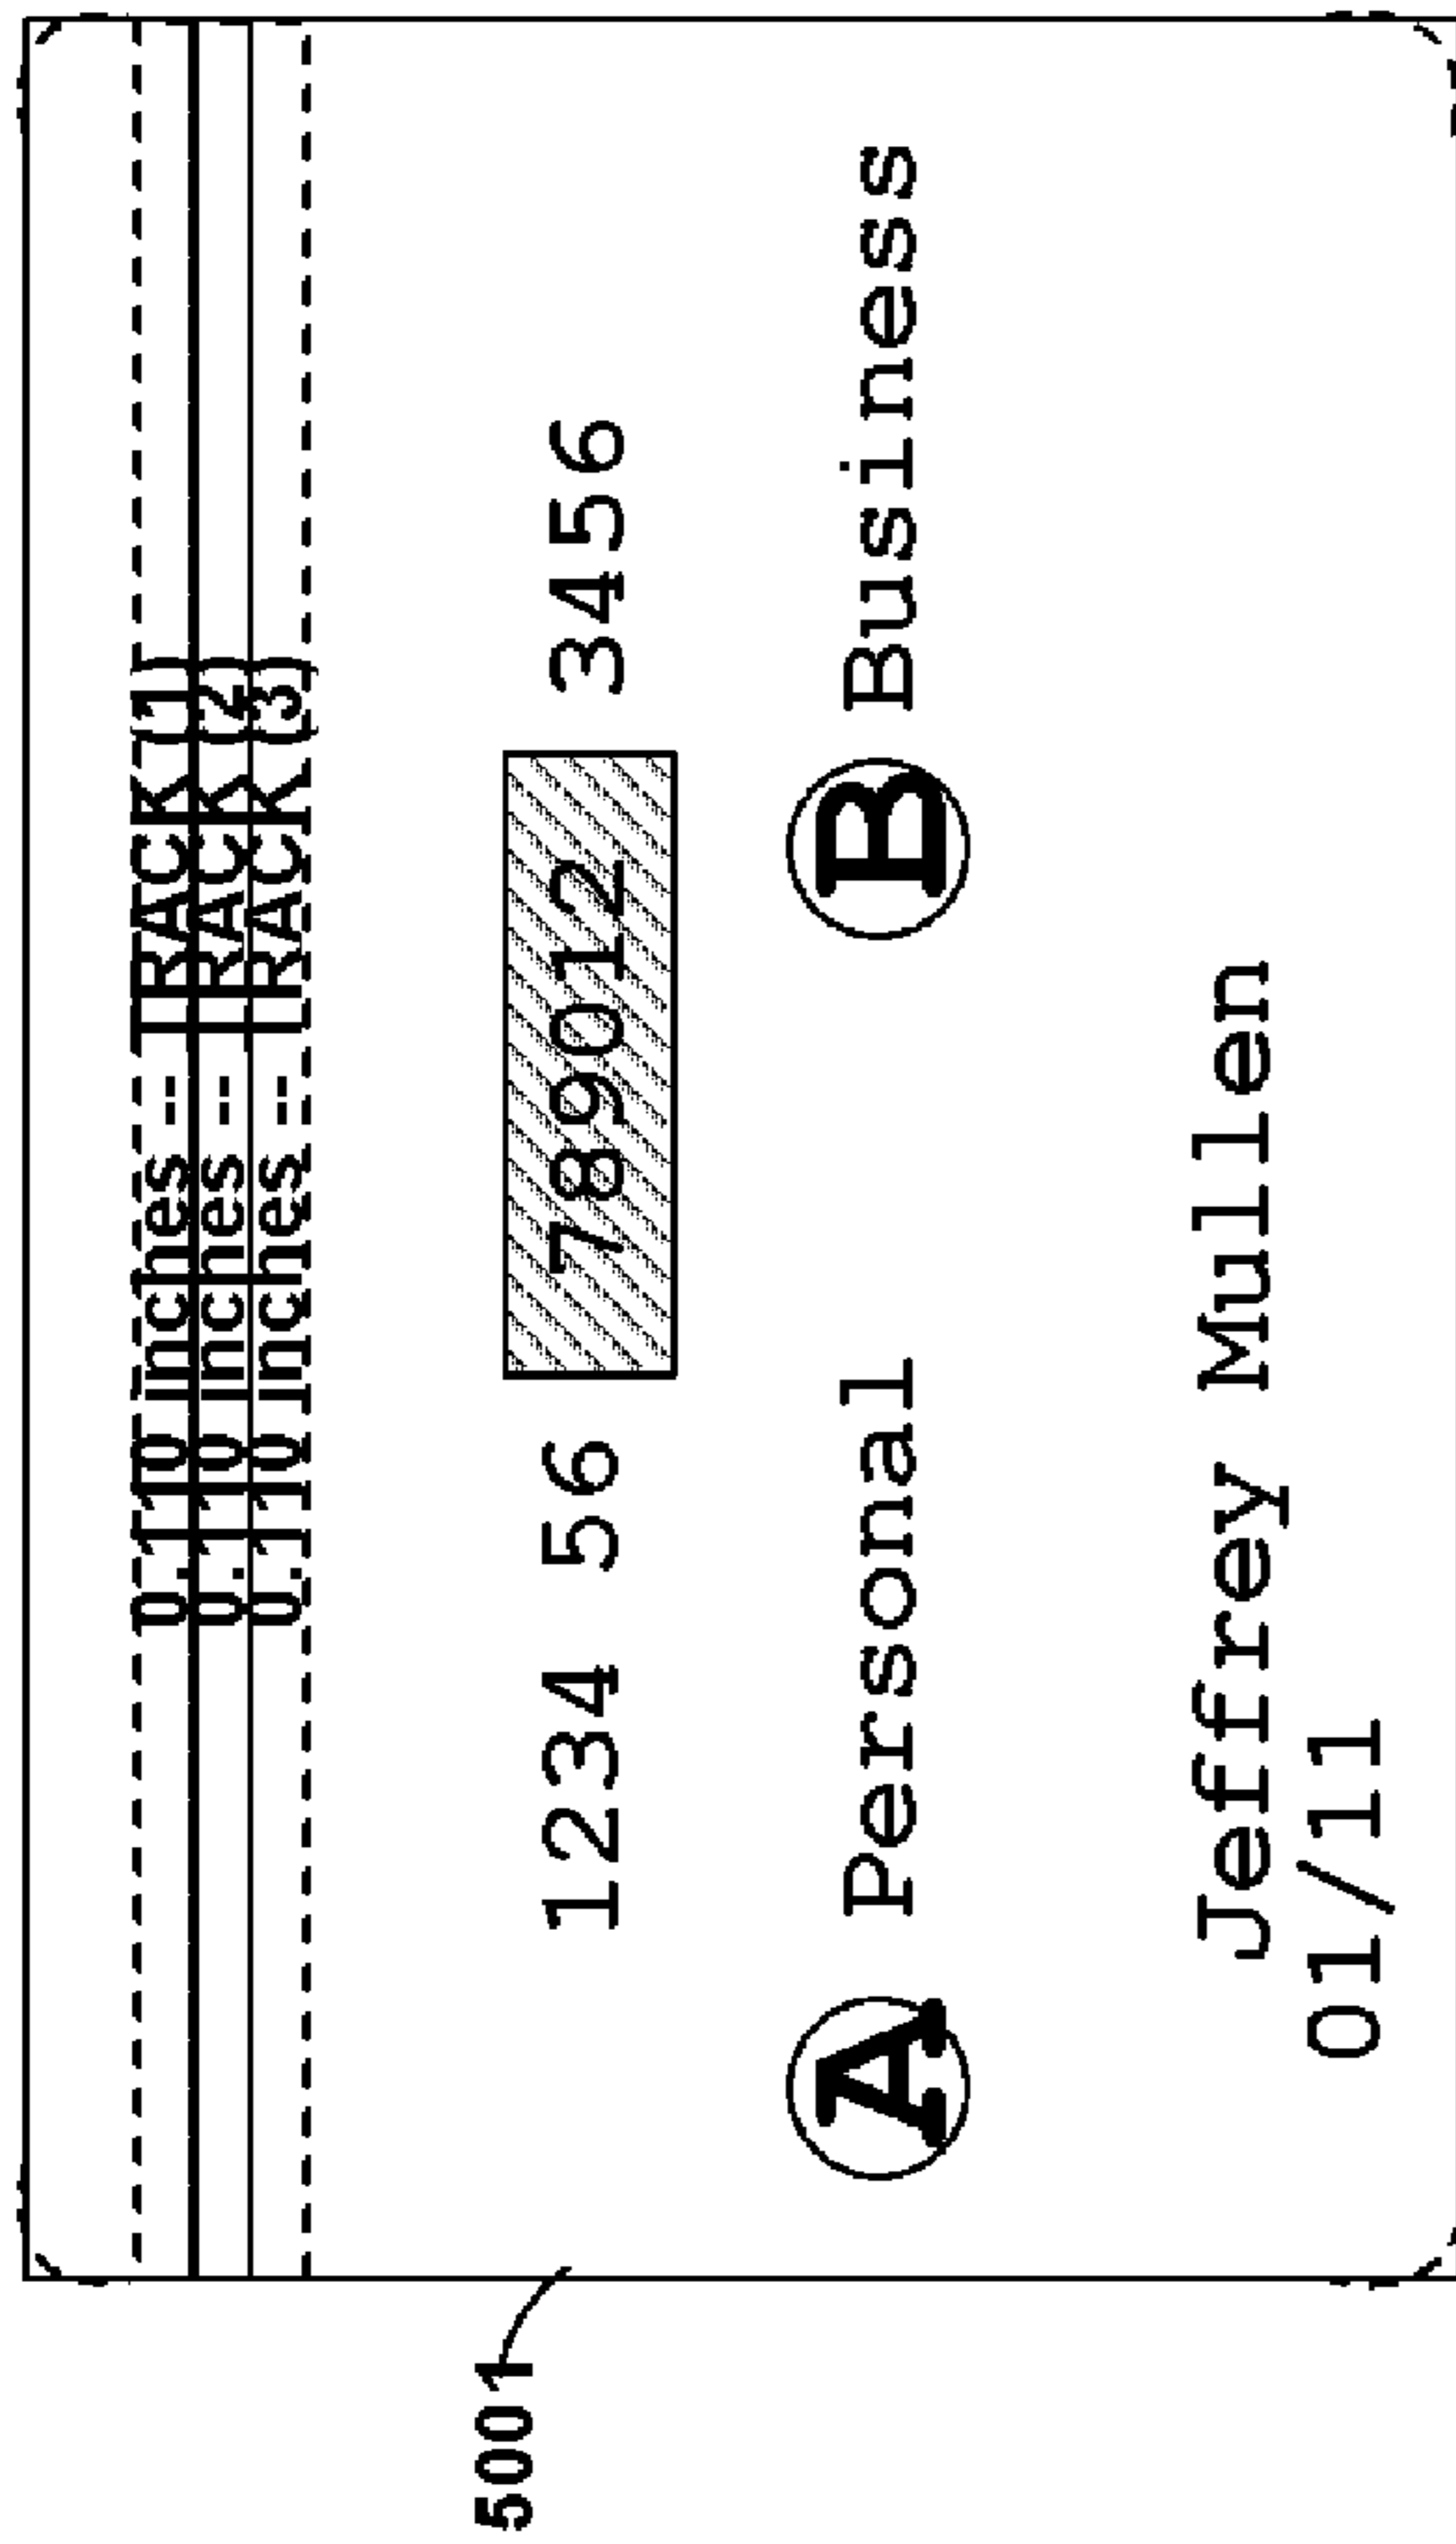 0.110 inches = TRACK (1)
0.110 inches = TRACK (2)
0.110 inches = TRACK (3)
1234 56 789012 3456
A Personal B Business
Jeffrey Mullen
01/11
5001